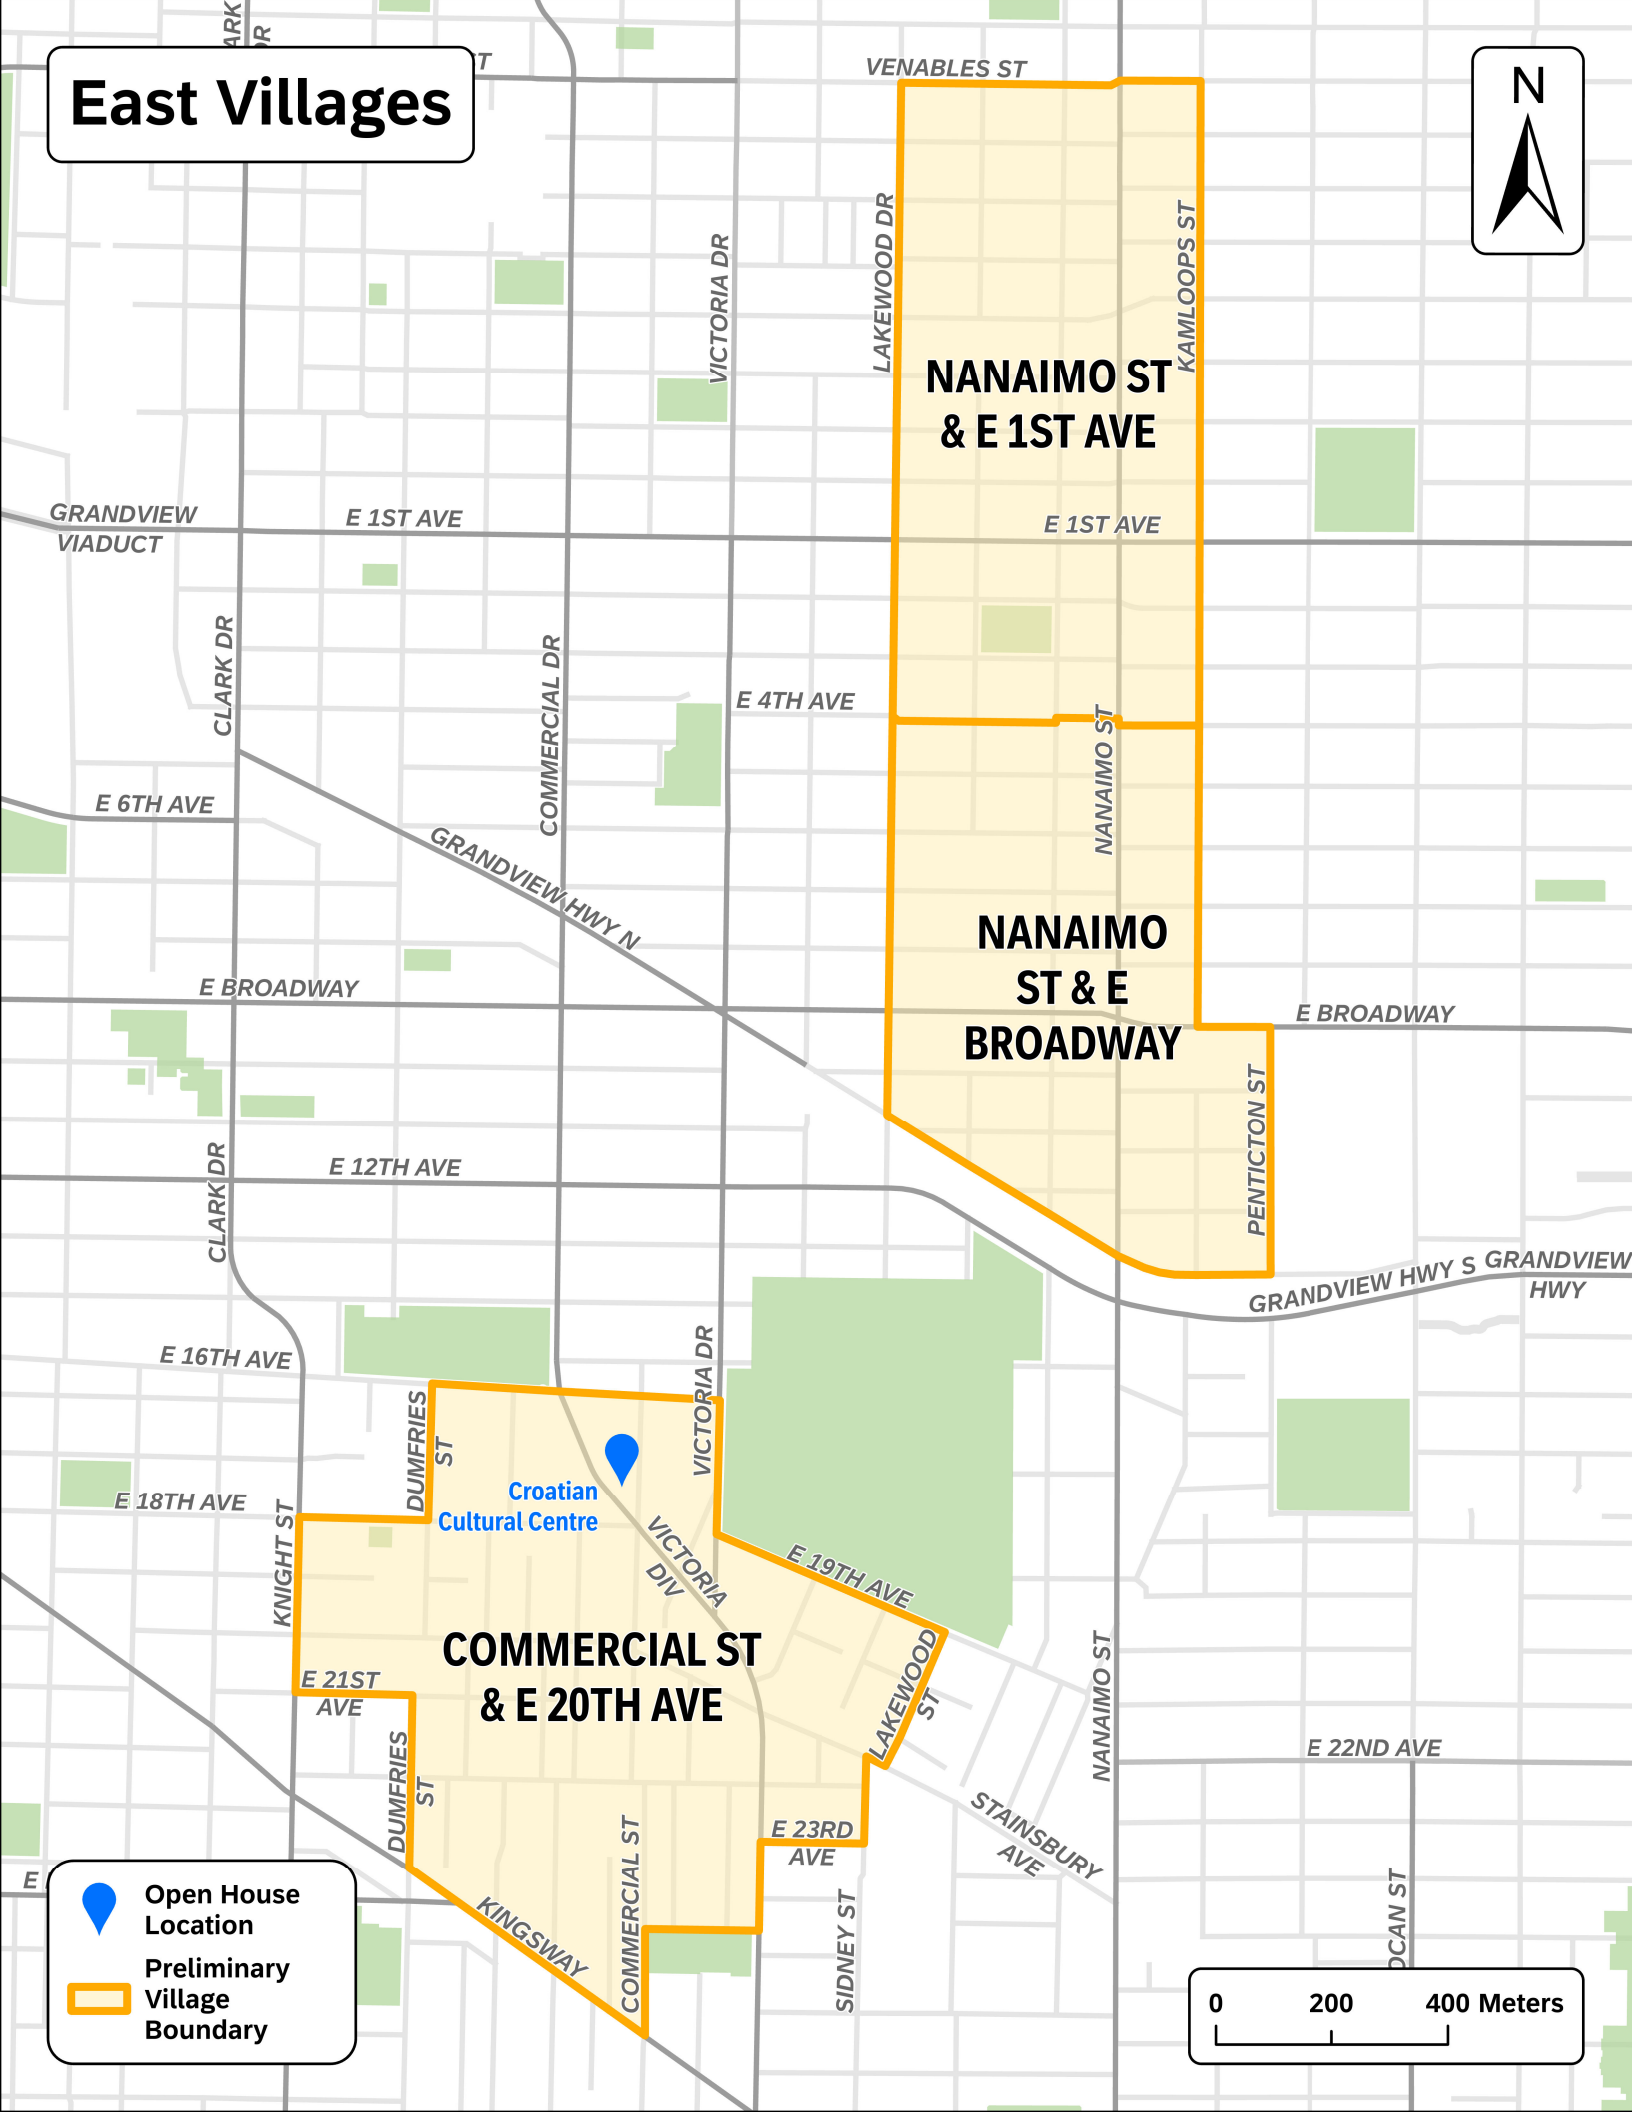 ARK
DR
T
East Villages
N
VENABLES ST
LAKEWOOD DR
KAMLOOPS ST
VICTORIA DR
NANAIMO ST
& E 1ST AVE
GRANDVIEW
VIADUCT
E 1ST AVE
E 1ST AVE
CLARK DR
COMMERCIAL DR
E 4TH AVE
NANAIMO ST
E 6TH AVE
GRANDVIEW HWY N
NANAIMO
ST & E
BROADWAY
E BROADWAY
E BROADWAY
PENTICTON ST
CLARK DR
E 12TH AVE
GRANDVIEW HWY S
GRANDVIEW
HWY
E 16TH AVE
VICTORIA DR
DUMFRIES
ST
Croatian
Cultural Centre
E 18TH AVE
KNIGHT ST
VICTORIA
DIV
E 19TH AVE
COMMERCIAL ST
& E 20TH AVE
LAKEWOOD
ST
NANAIMO ST
E 21ST
AVE
DUMFRIES
ST
E 22ND AVE
STAINSBURY
AVE
E 23RD
AVE
COMMERCIAL ST
SIDNEY ST
KINGSWAY
OCAN ST
E
Open House
Location
Preliminary
Village
Boundary
0 200 400 Meters